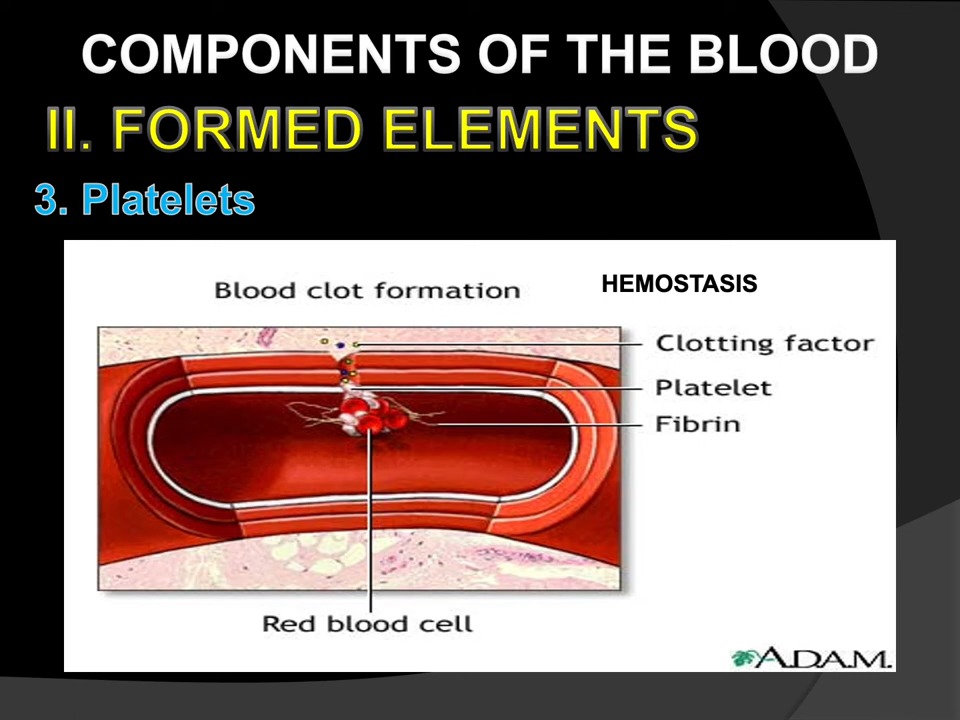 COMPONENTS OF THE BLOOD
II. FORMED ELEMENTS
3. Platelets
Blood clot formation
HEMOSTASIS
Clotting factor
Platelet
Fibrin
Red blood cell
A.D.A.M.